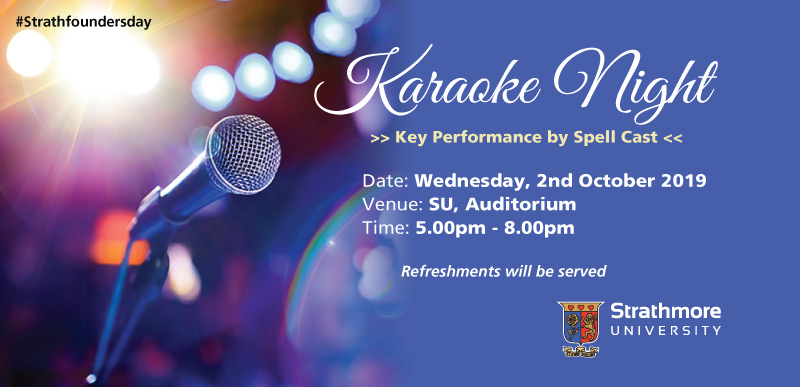 #Strathfoundersday
Karaoke Night
>> Key Performance by Spell Cast <<
Date: Wednesday, 2nd October 2019
Venue: SU, Auditorium
Time: 5.00pm - 8.00pm
Refreshments will be served
Strathmore
UNIVERSITY